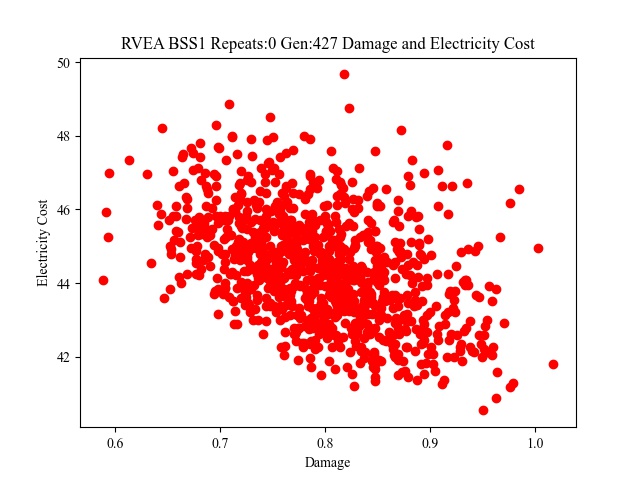 RVEA BSS1 Repeats:0 Gen:427 Damage and Electricity Cost
50
48
46
44
42
Electricity Cost
0.6 0.7 0.8 0.9 1.0
Damage